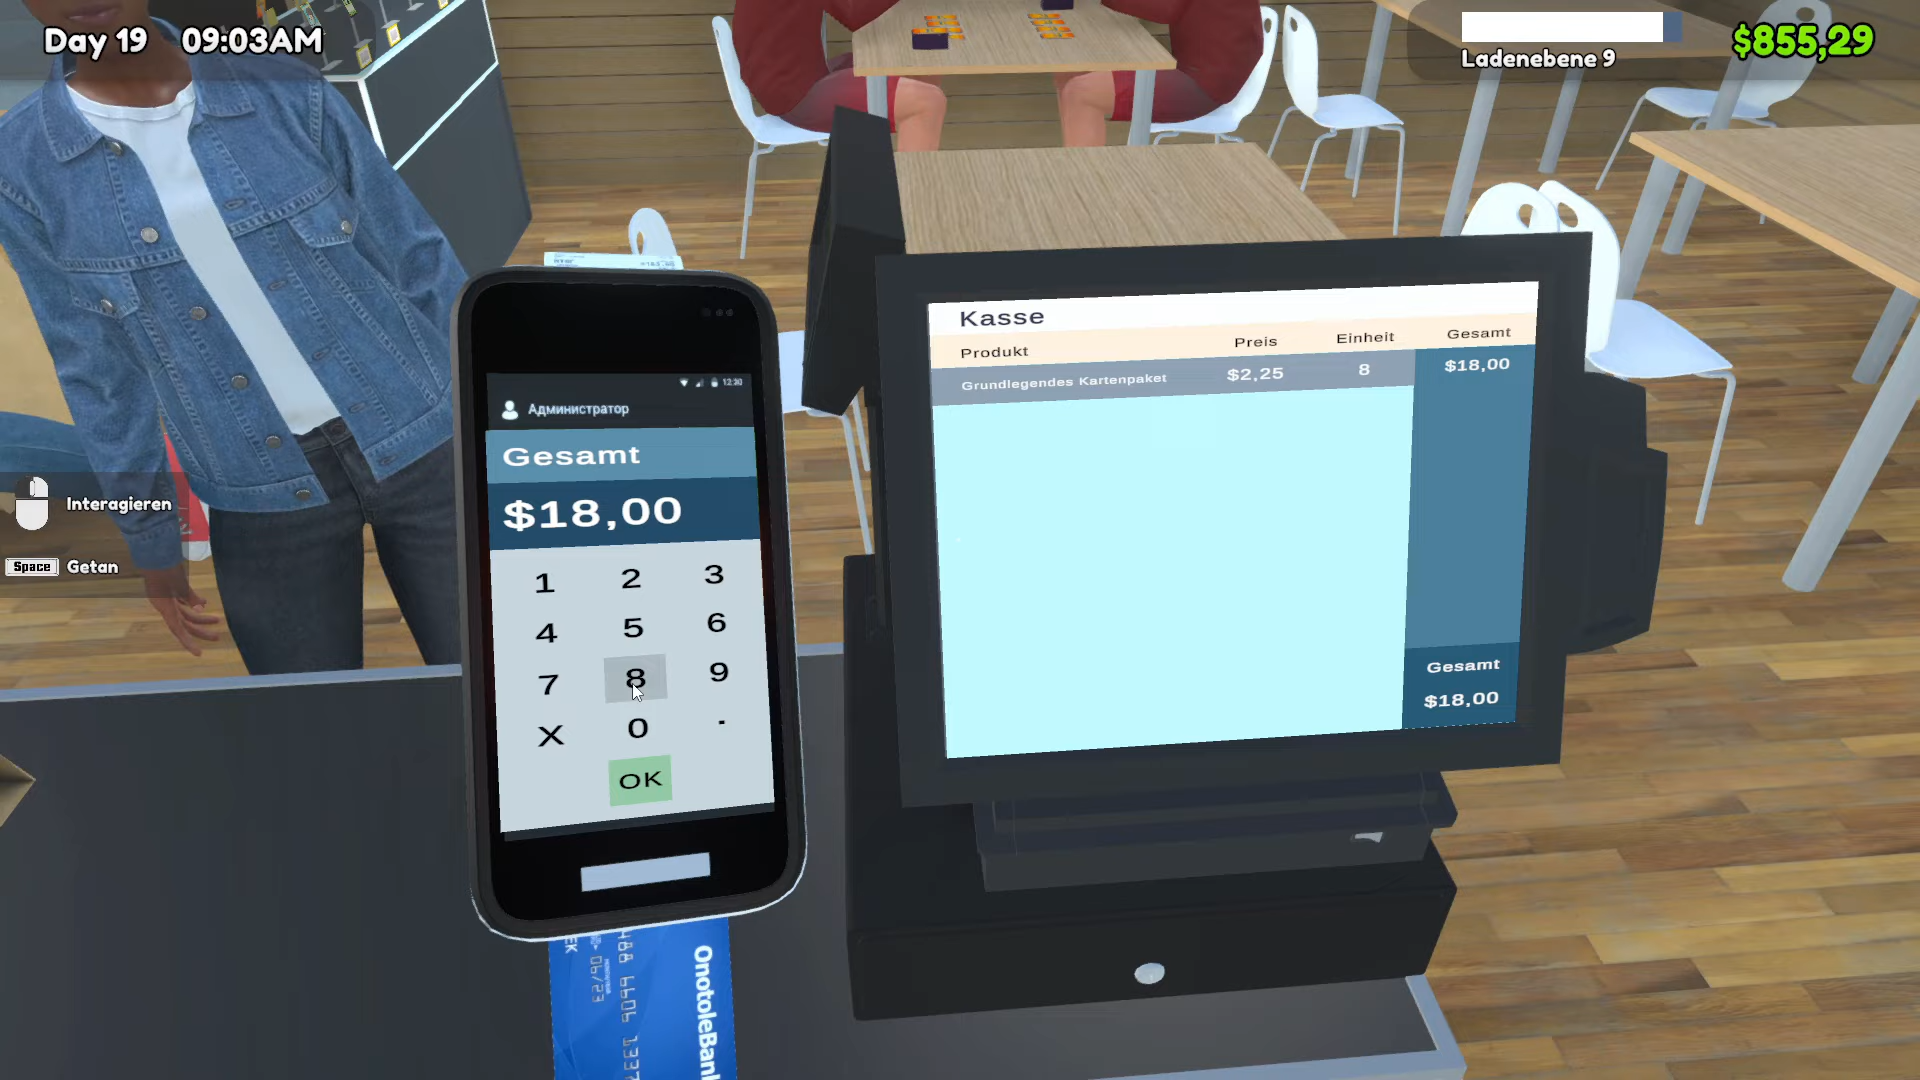 Day 19 09:03AM
Ladenebene 9
$855,29
Interagieren
Space Getan
12:30
Администратор
Gesamt
$18,00
1 2 3
4 5 6
7 8 9
X 0 .
OK
Kasse
Produkt Preis Einheit Gesamt
Grundlegendes Kartenpaket $2,25 8 $18,00
Gesamt
$18,00
OnotoleBank